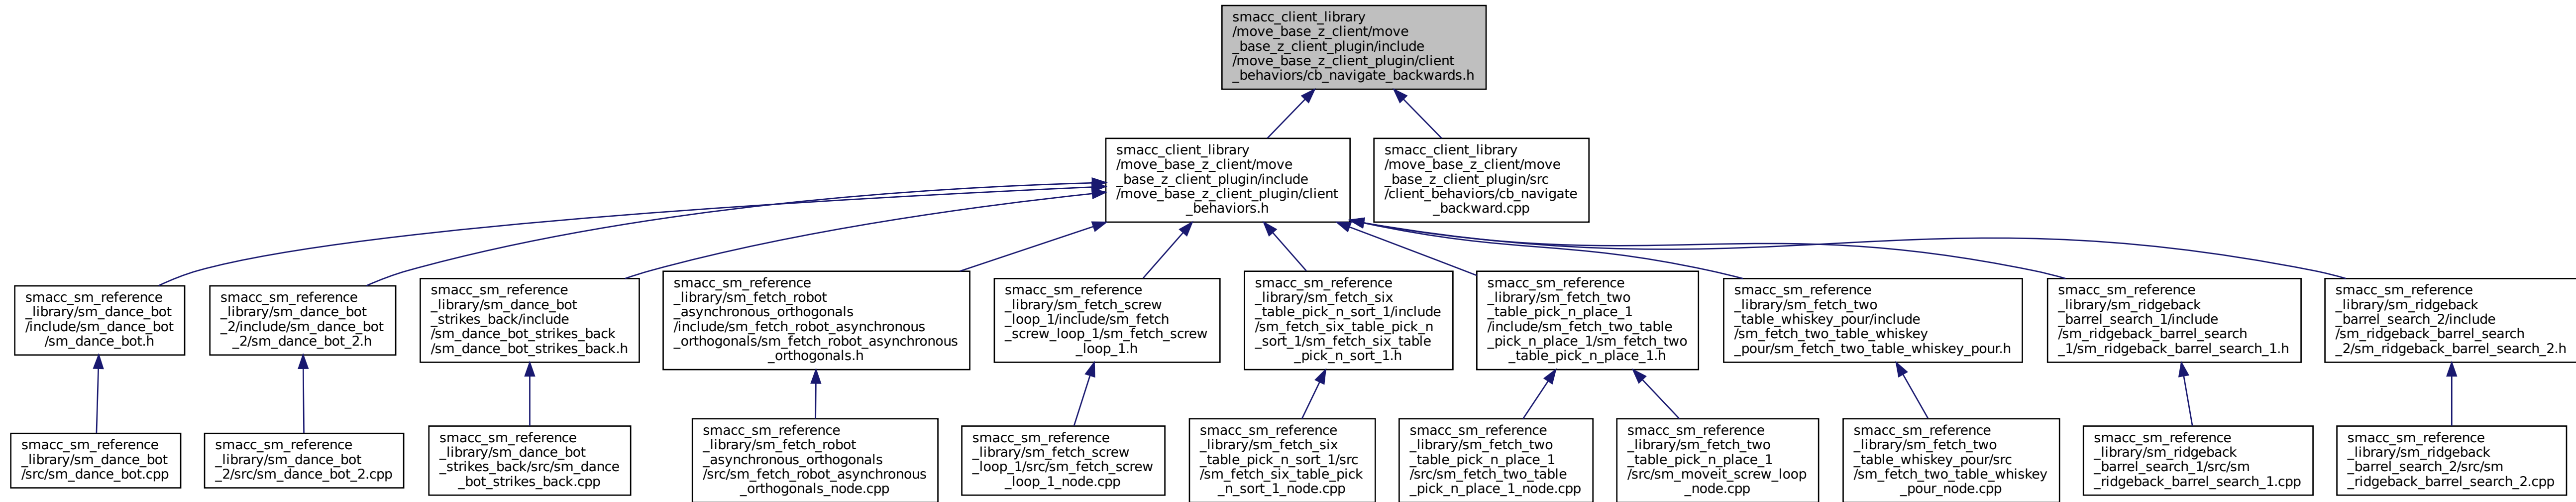 smacc_client_library
/move_base_z_client/move
_base_z_client_plugin/include
/move_base_z_client_plugin/client
_behaviors/cb_navigate_backwards.h
smacc_client_library
/move_base_z_client/move
_base_z_client_plugin/include
/move_base_z_client_plugin/client
_behaviors.h
smacc_client_library
/move_base_z_client/move
_base_z_client_plugin/src
/client_behaviors/cb_navigate
_backward.cpp
smacc_sm_reference
_library/sm_dance_bot
/include/sm_dance_bot
/sm_dance_bot.h
smacc_sm_reference
_library/sm_dance_bot
_2/include/sm_dance_bot
_2/sm_dance_bot_2.h
smacc_sm_reference
_library/sm_dance_bot
_strikes_back/include
/sm_dance_bot_strikes_back
/sm_dance_bot_strikes_back.h
smacc_sm_reference
_library/sm_fetch_robot
_asynchronous_orthogonals
/include/sm_fetch_robot_asynchronous
_orthogonals/sm_fetch_robot_asynchronous
_orthogonals.h
smacc_sm_reference
_library/sm_fetch_screw
_loop_1/include/sm_fetch
_screw_loop_1/sm_fetch_screw
_loop_1.h
smacc_sm_reference
_library/sm_fetch_six
_table_pick_n_sort_1/include
/sm_fetch_six_table_pick_n
_sort_1/sm_fetch_six_table
_pick_n_sort_1.h
smacc_sm_reference
_library/sm_fetch_two
_table_pick_n_place_1
/include/sm_fetch_two_table
_pick_n_place_1/sm_fetch_two
_table_pick_n_place_1.h
smacc_sm_reference
_library/sm_fetch_two
_table_whiskey_pour/include
/sm_fetch_two_table_whiskey
_pour/sm_fetch_two_table_whiskey_pour.h
smacc_sm_reference
_library/sm_ridgeback
_barrel_search_1/include
/sm_ridgeback_barrel_search
_1/sm_ridgeback_barrel_search_1.h
smacc_sm_reference
_library/sm_ridgeback
_barrel_search_2/include
/sm_ridgeback_barrel_search
_2/sm_ridgeback_barrel_search_2.h
smacc_sm_reference
_library/sm_dance_bot
/src/sm_dance_bot.cpp
smacc_sm_reference
_library/sm_dance_bot
_2/src/sm_dance_bot_2.cpp
smacc_sm_reference
_library/sm_dance_bot
_strikes_back/src/sm_dance
_bot_strikes_back.cpp
smacc_sm_reference
_library/sm_fetch_robot
_asynchronous_orthogonals
/src/sm_fetch_robot_asynchronous
_orthogonals_node.cpp
smacc_sm_reference
_library/sm_fetch_screw
_loop_1/src/sm_fetch_screw
_loop_1_node.cpp
smacc_sm_reference
_library/sm_fetch_six
_table_pick_n_sort_1/src
/sm_fetch_six_table_pick
_n_sort_1_node.cpp
smacc_sm_reference
_library/sm_fetch_two
_table_pick_n_place_1
/src/sm_fetch_two_table
_pick_n_place_1_node.cpp
smacc_sm_reference
_library/sm_fetch_two
_table_pick_n_place_1
/src/sm_moveit_screw_loop
_node.cpp
smacc_sm_reference
_library/sm_fetch_two
_table_whiskey_pour/src
/sm_fetch_two_table_whiskey
_pour_node.cpp
smacc_sm_reference
_library/sm_ridgeback
_barrel_search_1/src/sm
_ridgeback_barrel_search_1.cpp
smacc_sm_reference
_library/sm_ridgeback
_barrel_search_2/src/sm
_ridgeback_barrel_search_2.cpp